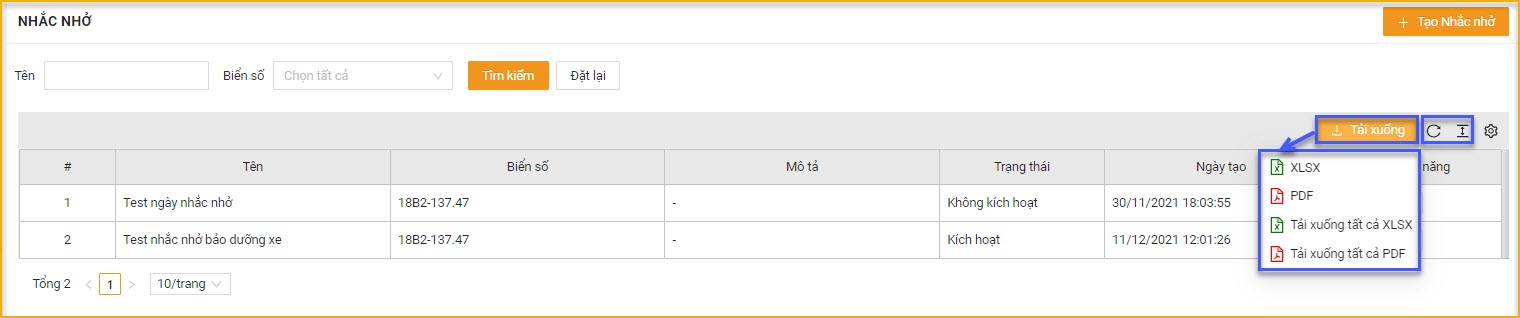 NHẮC NHỞ
+ Tạo Nhắc nhở
Tên
Biển số Chọn tất cả
Tìm kiếm
Đặt lại
Tải xuống
# Tên Biển số Mô tả Trạng thái Ngày tạo năng
1 Test ngày nhắc nhở 18B2-137.47 - Không kích hoạt 30/11/2021 18:03:55
2 Test nhắc nhở bảo dưỡng xe 18B2-137.47 - Kích hoạt 11/12/2021 12:01:26
XLSX
PDF
Tải xuống tất cả XLSX
Tải xuống tất cả PDF
Tổng 2 < 1 > 10/trang